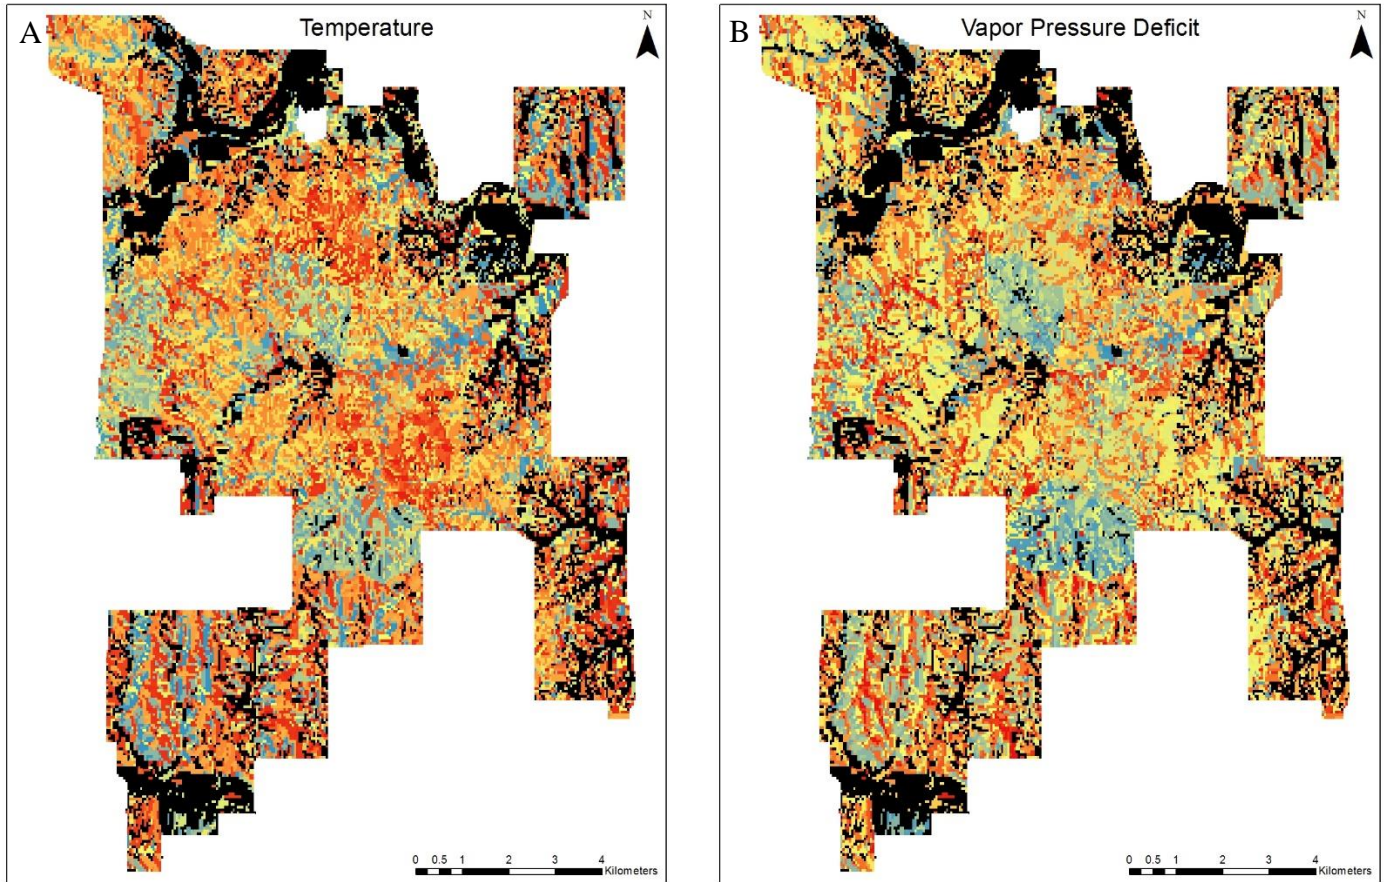 A
Temperature
N
0 0.5 1 2 3 4
Kilometers
B
Vapor Pressure Deficit
N
0 0.5 1 2 3 4
Kilometers